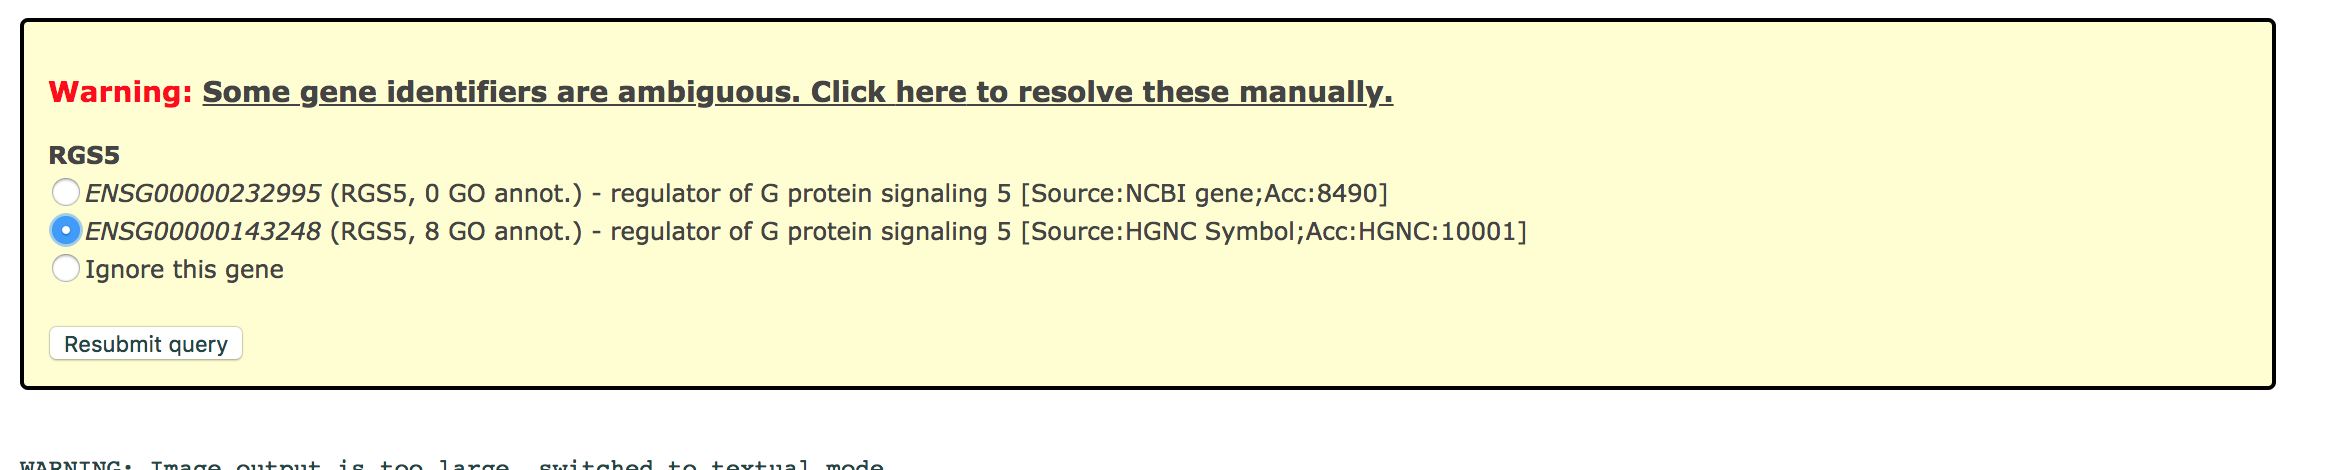 Warning: Some gene identifiers are ambiguous. Click here to resolve these manually.
RGS5
ENSG00000232995 (RGS5, 0 GO annot.) - regulator of G protein signaling 5 [Source:NCBI gene;Acc:8490]
ENSG00000143248 (RGS5, 8 GO annot.) - regulator of G protein signaling 5 [Source:HGNC Symbol;Acc:HGNC:10001]
Ignore this gene
Resubmit query
WARNING: Image output is too large, switched to textual mode